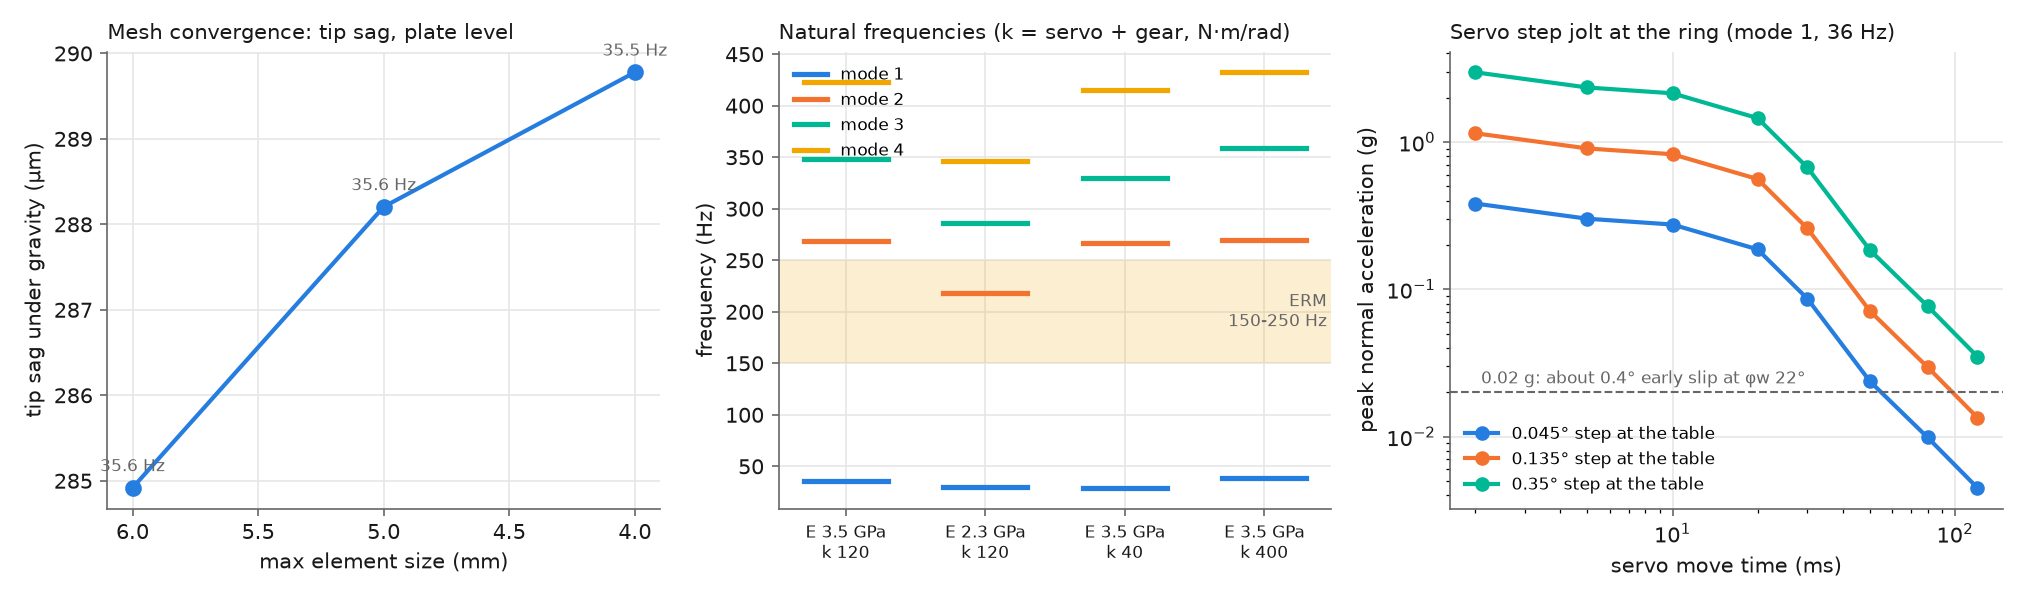 Mesh convergence: tip sag, plate level
290
289
288
287
286
285
35.6 Hz
35.6 Hz
35.5 Hz
6.0
5.5
5.0
4.5
4.0
max element size (mm)
tip sag under gravity (µm)
Natural frequencies (k = servo + gear, N·m/rad)
450
400
350
300
250
200
150
100
50
mode 1
mode 2
mode 3
mode 4
ERM
150-250 Hz
E 3.5 GPa
k 120
E 2.3 GPa
k 120
E 3.5 GPa
k 40
E 3.5 GPa
k 400
frequency (Hz)
Servo step jolt at the ring (mode 1, 36 Hz)
10⁰
10⁻¹
10⁻²
0.02 g: about 0.4° early slip at φw 22°
0.045° step at the table
0.135° step at the table
0.35° step at the table
10¹
10²
servo move time (ms)
peak normal acceleration (g)